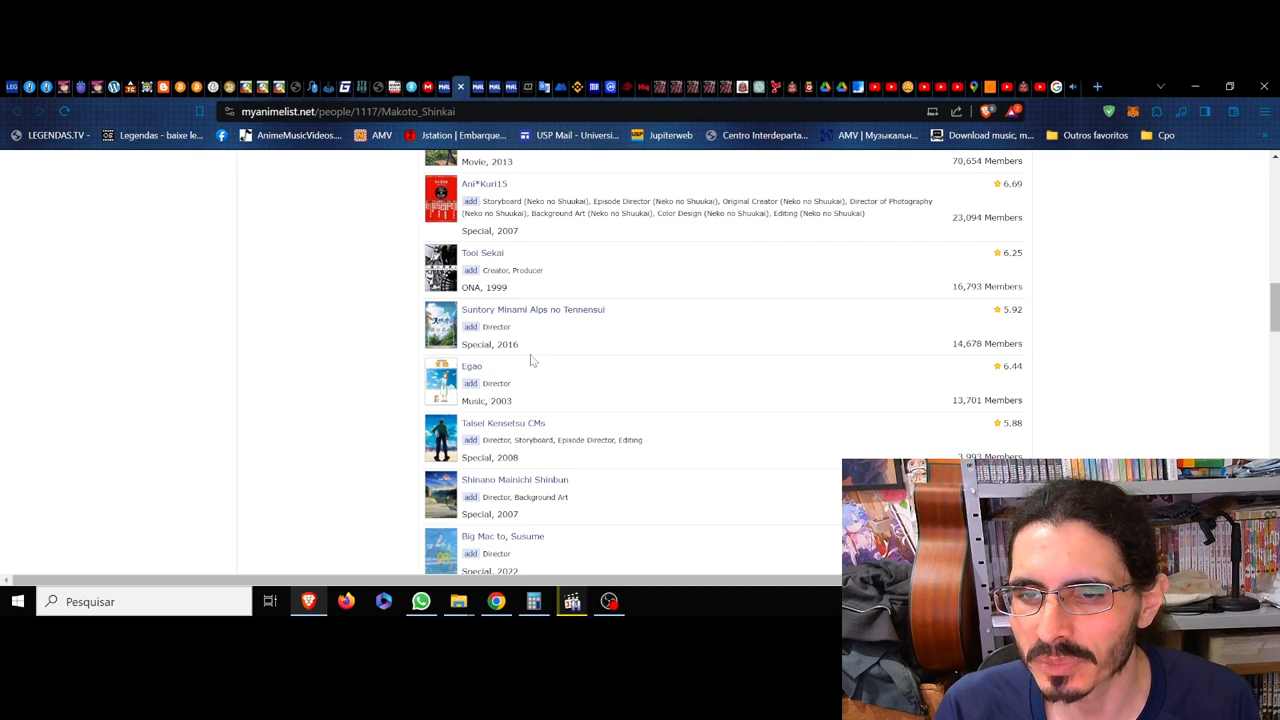 myanimelist.net/people/1117/Makoto_Shinkai
LEGENDAS.TV -
Legendas - baixe le...
AnimeMusicVideos....
AMV
Jstation | Embarque...
USP Mail - Universi...
Jupiterweb
Centro Interdeparta...
AMV | Музыкальн...
Download music, m...
Outros favoritos
Cpo
Movie, 2013
70,654 Members
Ani*Kuri15
6.69
add Storyboard (Neko no Shuukai), Episode Director (Neko no Shuukai), Original Creator (Neko no Shuukai), Director of Photography
(Neko no Shuukai), Background Art (Neko no Shuukai), Color Design (Neko no Shuukai), Editing (Neko no Shuukai)
23,094 Members
Special, 2007
Tooi Sekai
6.25
add Creator, Producer
ONA, 1999
16,793 Members
Suntory Minami Alps no Tennensui
5.92
add Director
Special, 2016
14,678 Members
Egao
6.44
add Director
Music, 2003
13,701 Members
Taisei Kensetsu CMs
5.88
add Director, Storyboard, Episode Director, Editing
Special, 2008
3,993 Members
Shinano Mainichi Shinbun
add Director, Background Art
Special, 2007
Big Mac to, Susume
add Director
Special, 2022
Pesquisar